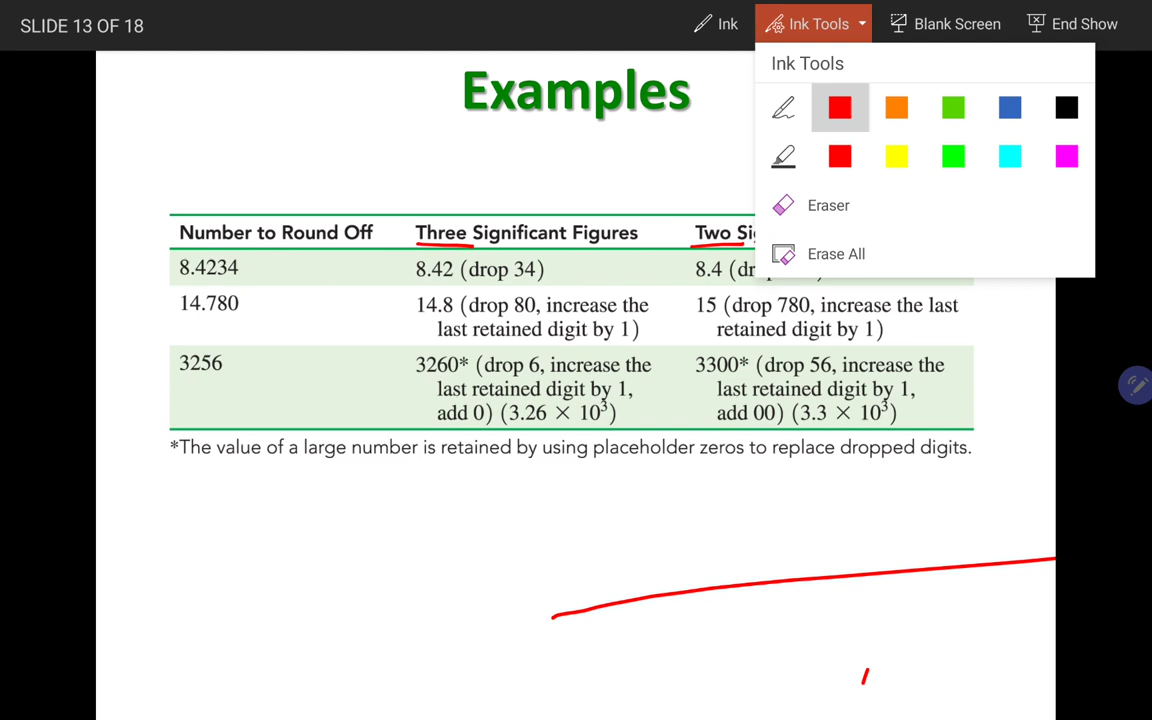 SLIDE 13 OF 18
Ink
Ink Tools
Blank Screen
End Show
Ink Tools
Eraser
Erase All
Examples
Number to Round Off
Three Significant Figures
Two
8.4234
8.42 (drop 34)
8.4
14.780
14.8 (drop 80, increase the
last retained digit by 1)
15 (drop 780, increase the last
retained digit by 1)
3256
3260* (drop 6, increase the
last retained digit by 1,
add 0) (3.26 × 10³)
3300* (drop 56, increase the
last retained digit by 1,
add 00) (3.3 × 10³)
*The value of a large number is retained by using placeholder zeros to replace dropped digits.